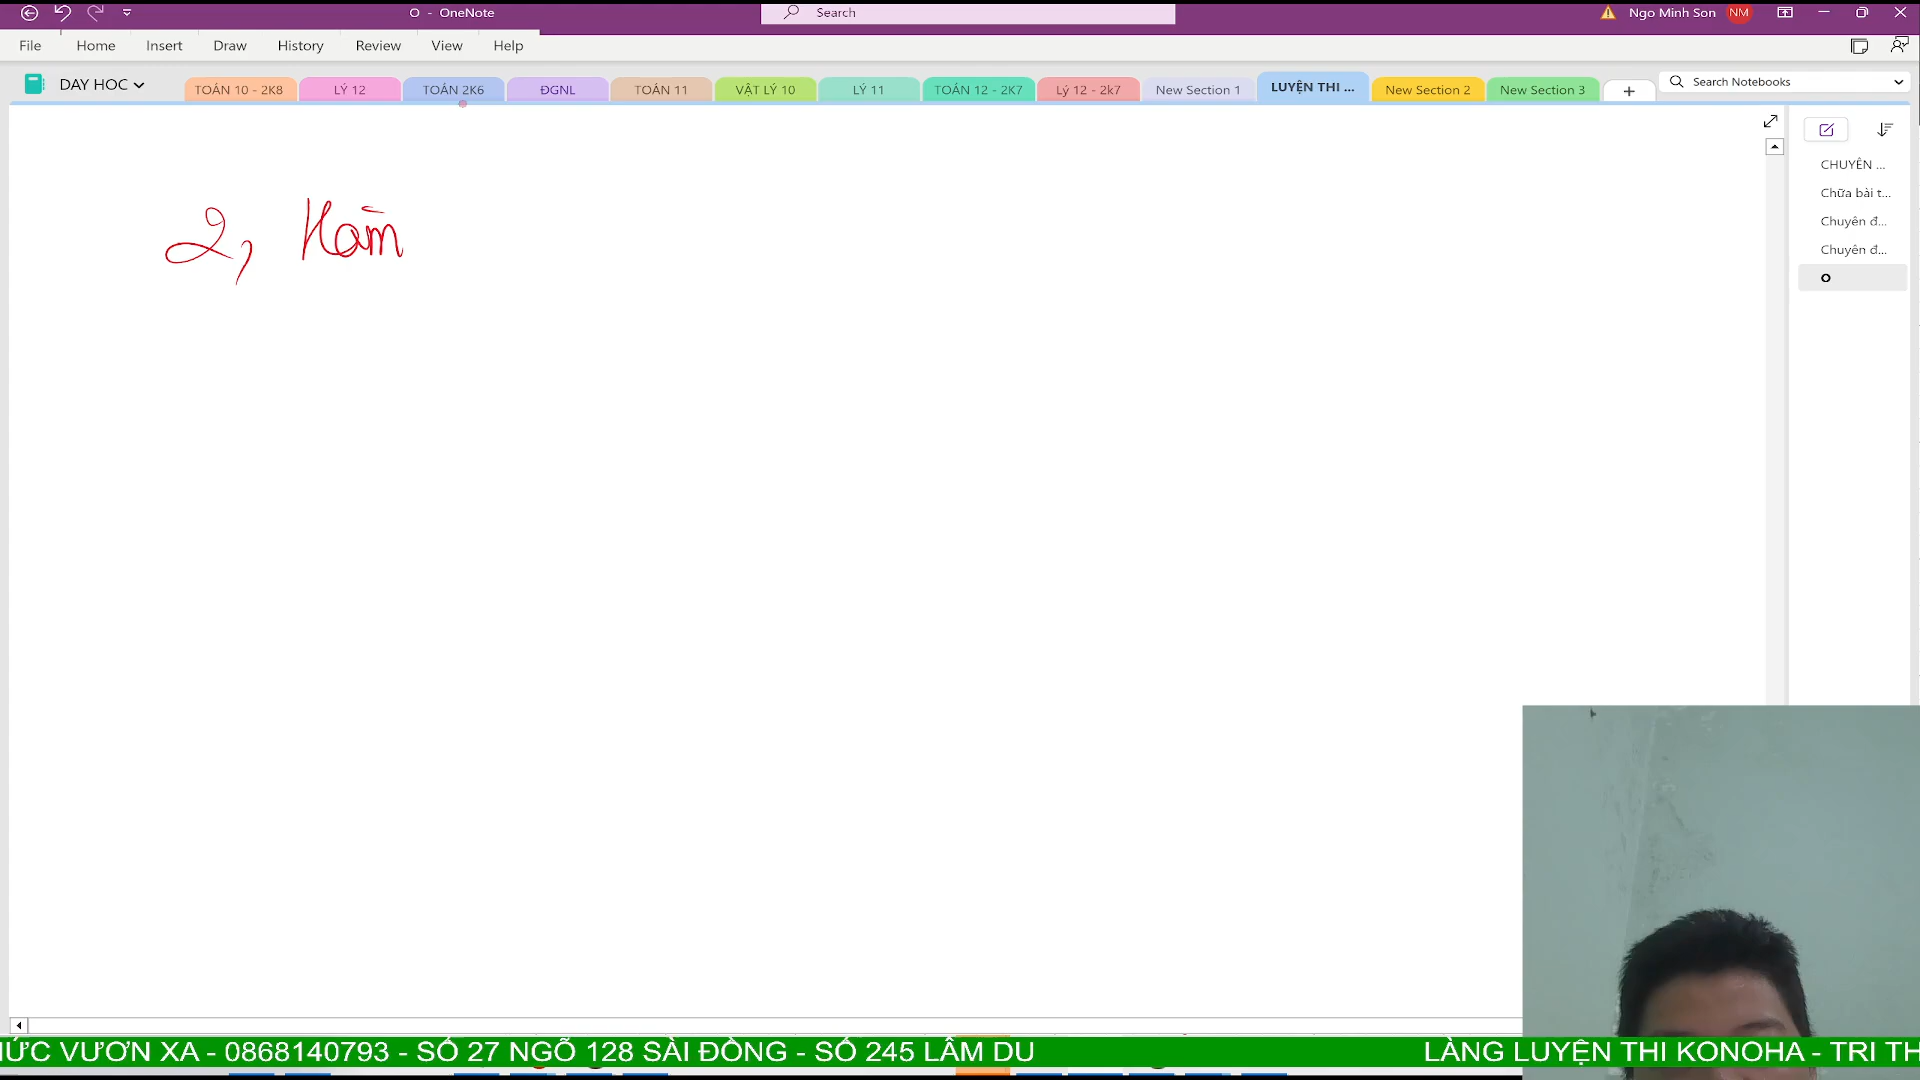 O - OneNote
Search
Ngo Minh Son NM
File Home Insert Draw History Review View Help
DAY HOC
TOÁN 10 - 2K8 LÝ 12 TOÁN 2K6 ĐGNL TOÁN 11 VẬT LÝ 10 LÝ 11 TOÁN 12 - 2K7 Lý 12 - 2k7 New Section 1 LUYỆN THI ... New Section 2 New Section 3 +
Search Notebooks
CHUYÊN ...
Chữa bài t...
Chuyên đ...
Chuyên đ...
O
2, Hàm
ỨC VƯƠN XA - 0868140793 - SỐ 27 NGÕ 128 SÀI ĐỒNG - SỐ 245 LÂM DU LÀNG LUYỆN THI KONOHA - TRI TH